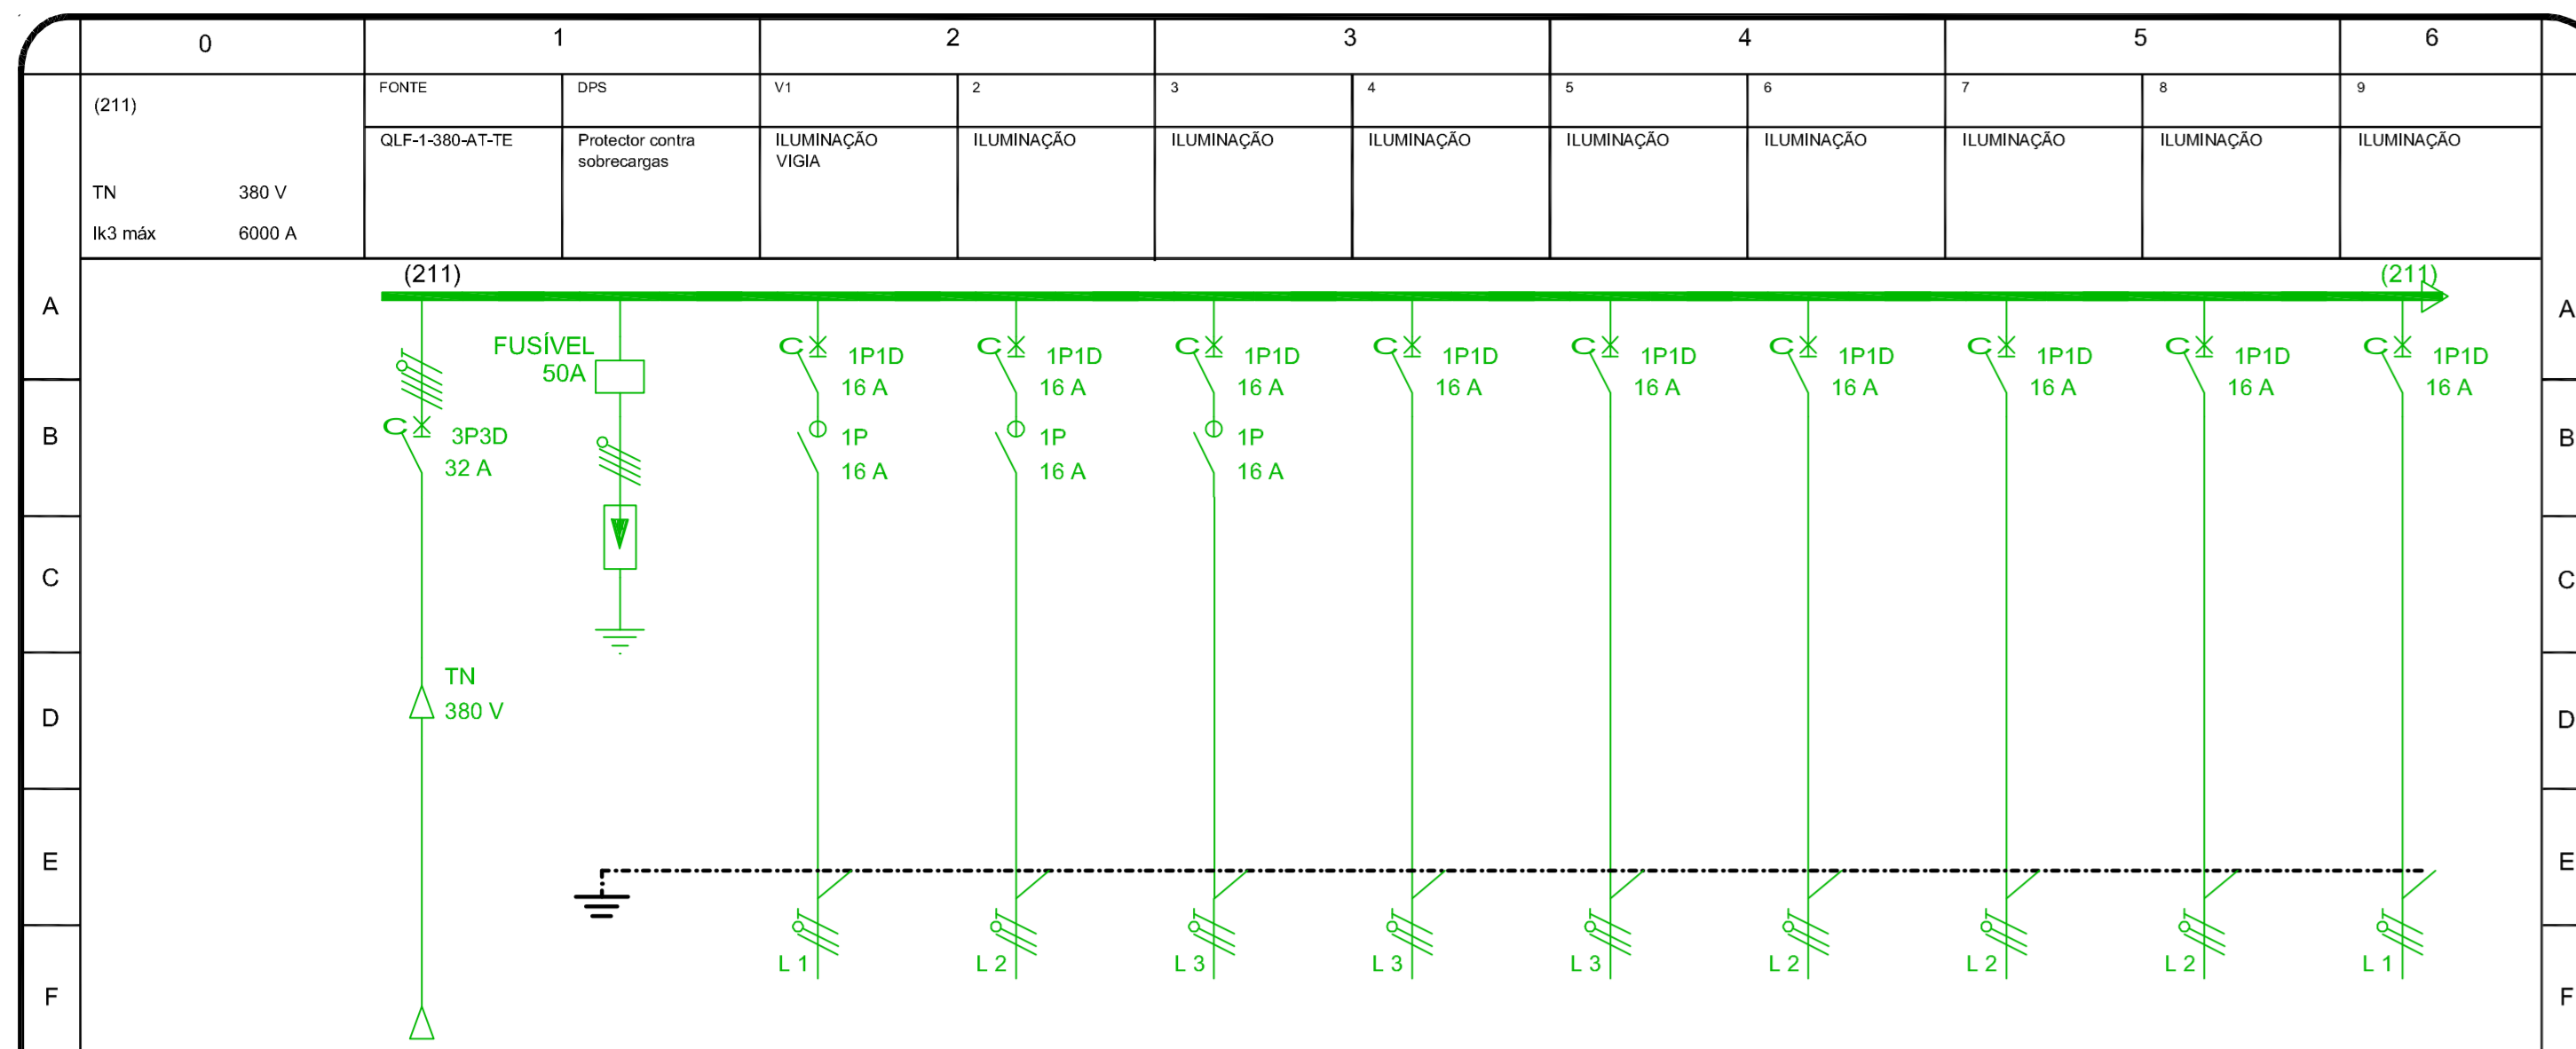 0 1 2 3 4 5 6
(211) FONTE DPS V1 2 3 4 5 6 7 8 9
QLF-1-380-AT-TE Protector contra ILUMINAÇÃO ILUMINAÇÃO ILUMINAÇÃO ILUMINAÇÃO ILUMINAÇÃO ILUMINAÇÃO ILUMINAÇÃO ILUMINAÇÃO ILUMINAÇÃO
sobrecargas VIGIA
TN 380 V
Ik3 máx 6000 A
(211) (211)
A A
FUSÍVEL C 1P1D C 1P1D C 1P1D C 1P1D C 1P1D C 1P1D C 1P1D C 1P1D C 1P1D
50A 16 A 16 A 16 A 16 A 16 A 16 A 16 A 16 A 16 A
B C 3P3D 1P 1P 1P B
32 A 16 A 16 A 16 A
C C
TN
380 V
D D
E E
L 1 L 2 L 3 L 3 L 3 L 2 L 2 L 2 L 1
F F